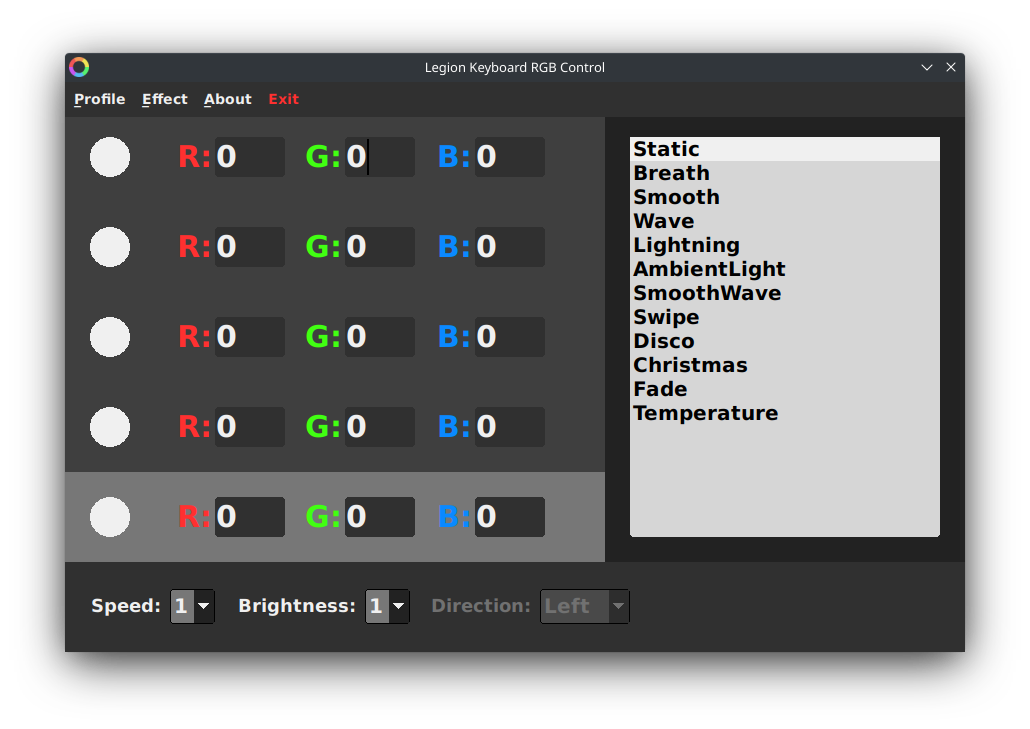 Legion Keyboard RGB Control
Profile Effect About Exit
R: 0 G: 0 B: 0
R: 0 G: 0 B: 0
R: 0 G: 0 B: 0
R: 0 G: 0 B: 0
R: 0 G: 0 B: 0
Static
Breath
Smooth
Wave
Lightning
AmbientLight
SmoothWave
Swipe
Disco
Christmas
Fade
Temperature
Speed: 1 Brightness: 1 Direction: Left